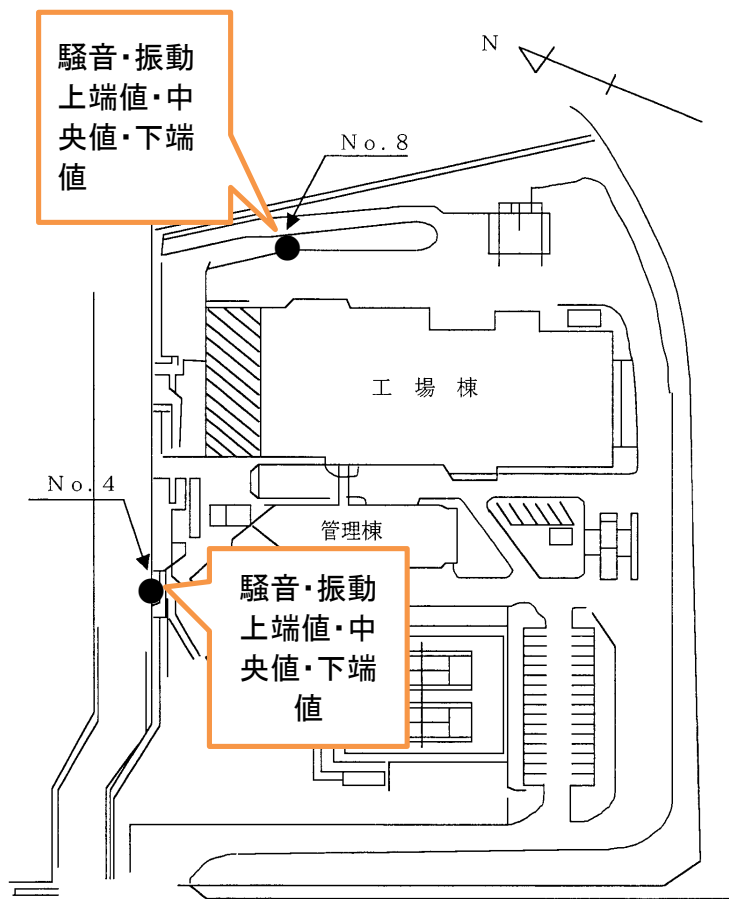 騒音・振動
上端値・中
央値・下端
値
N
No.8
工場棟
No.4
管理棟
騒音・振動
上端値・中
央値・下端
値